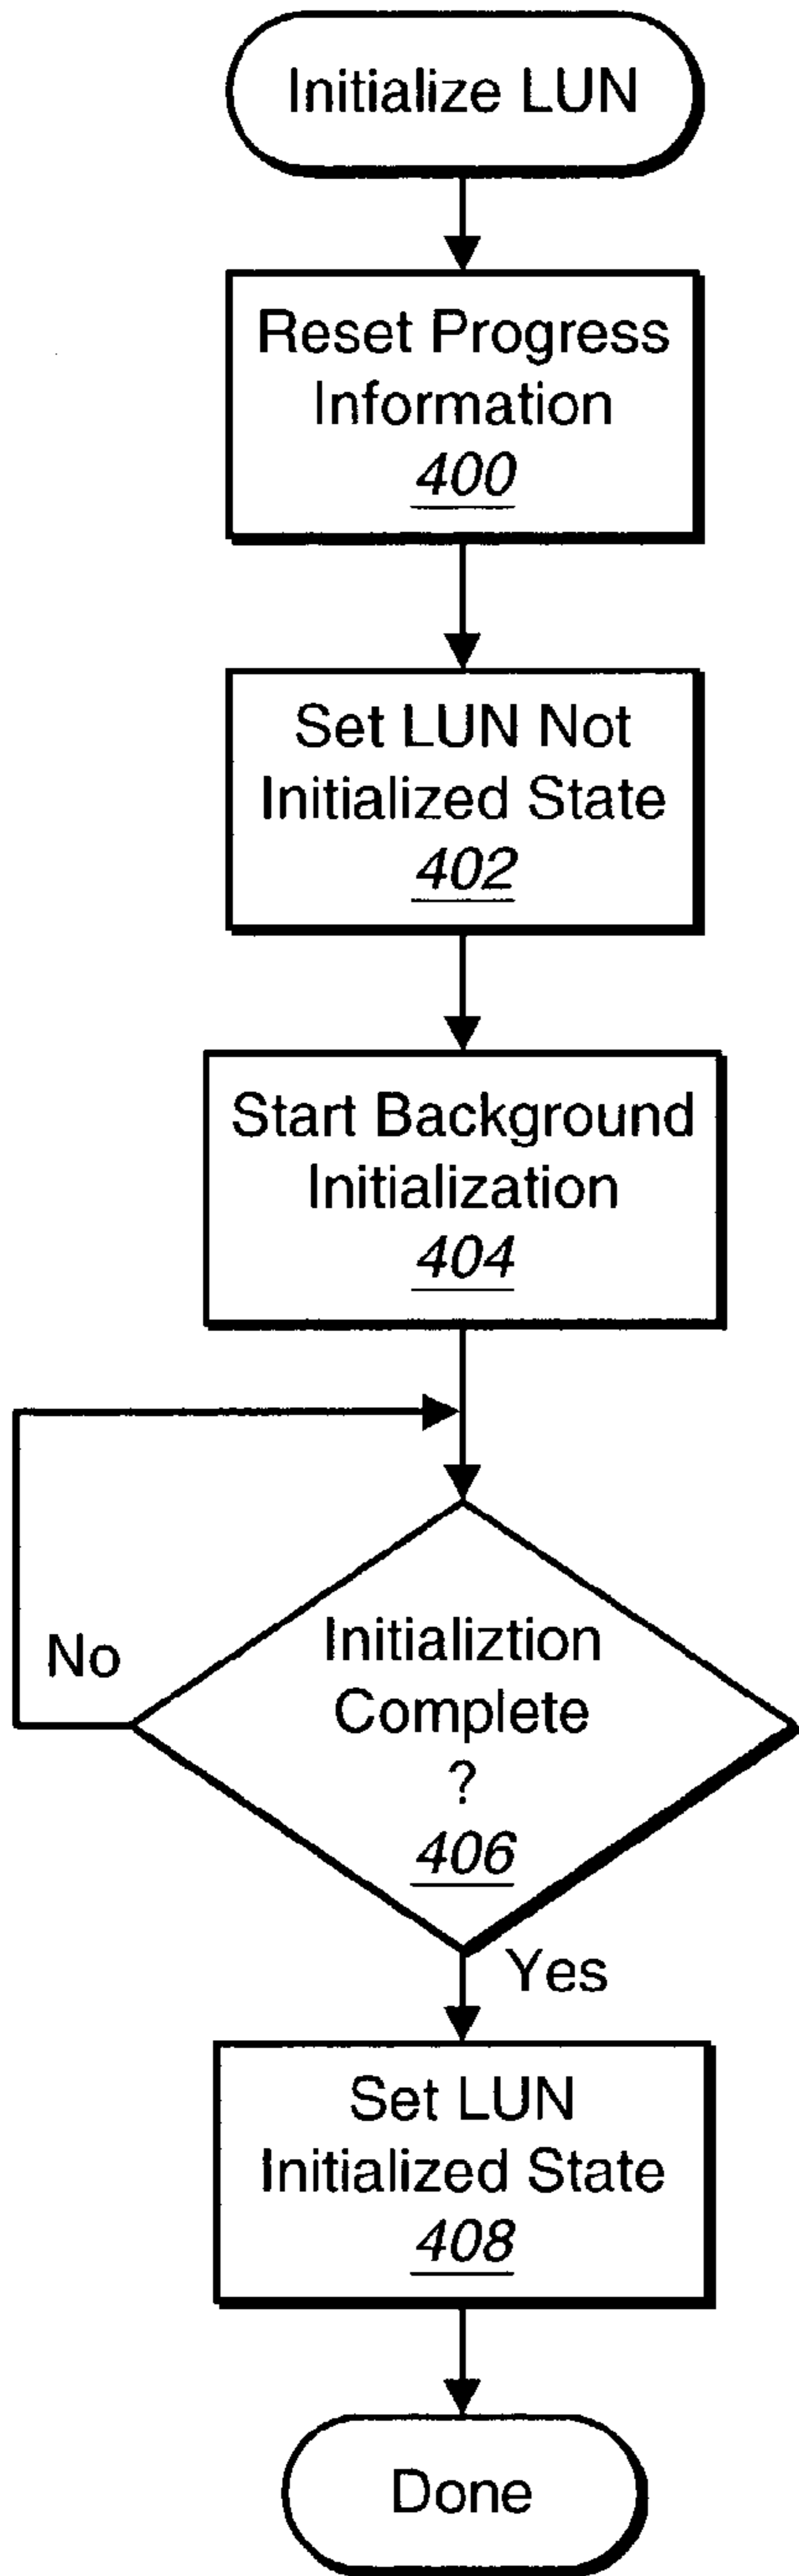 Initialize LUN
Reset Progress
Information
400
Set LUN Not
Initialized State
402
Start Background
Initialization
404
No
Initializtion
Complete
?
406
Yes
Set LUN
Initialized State
408
Done